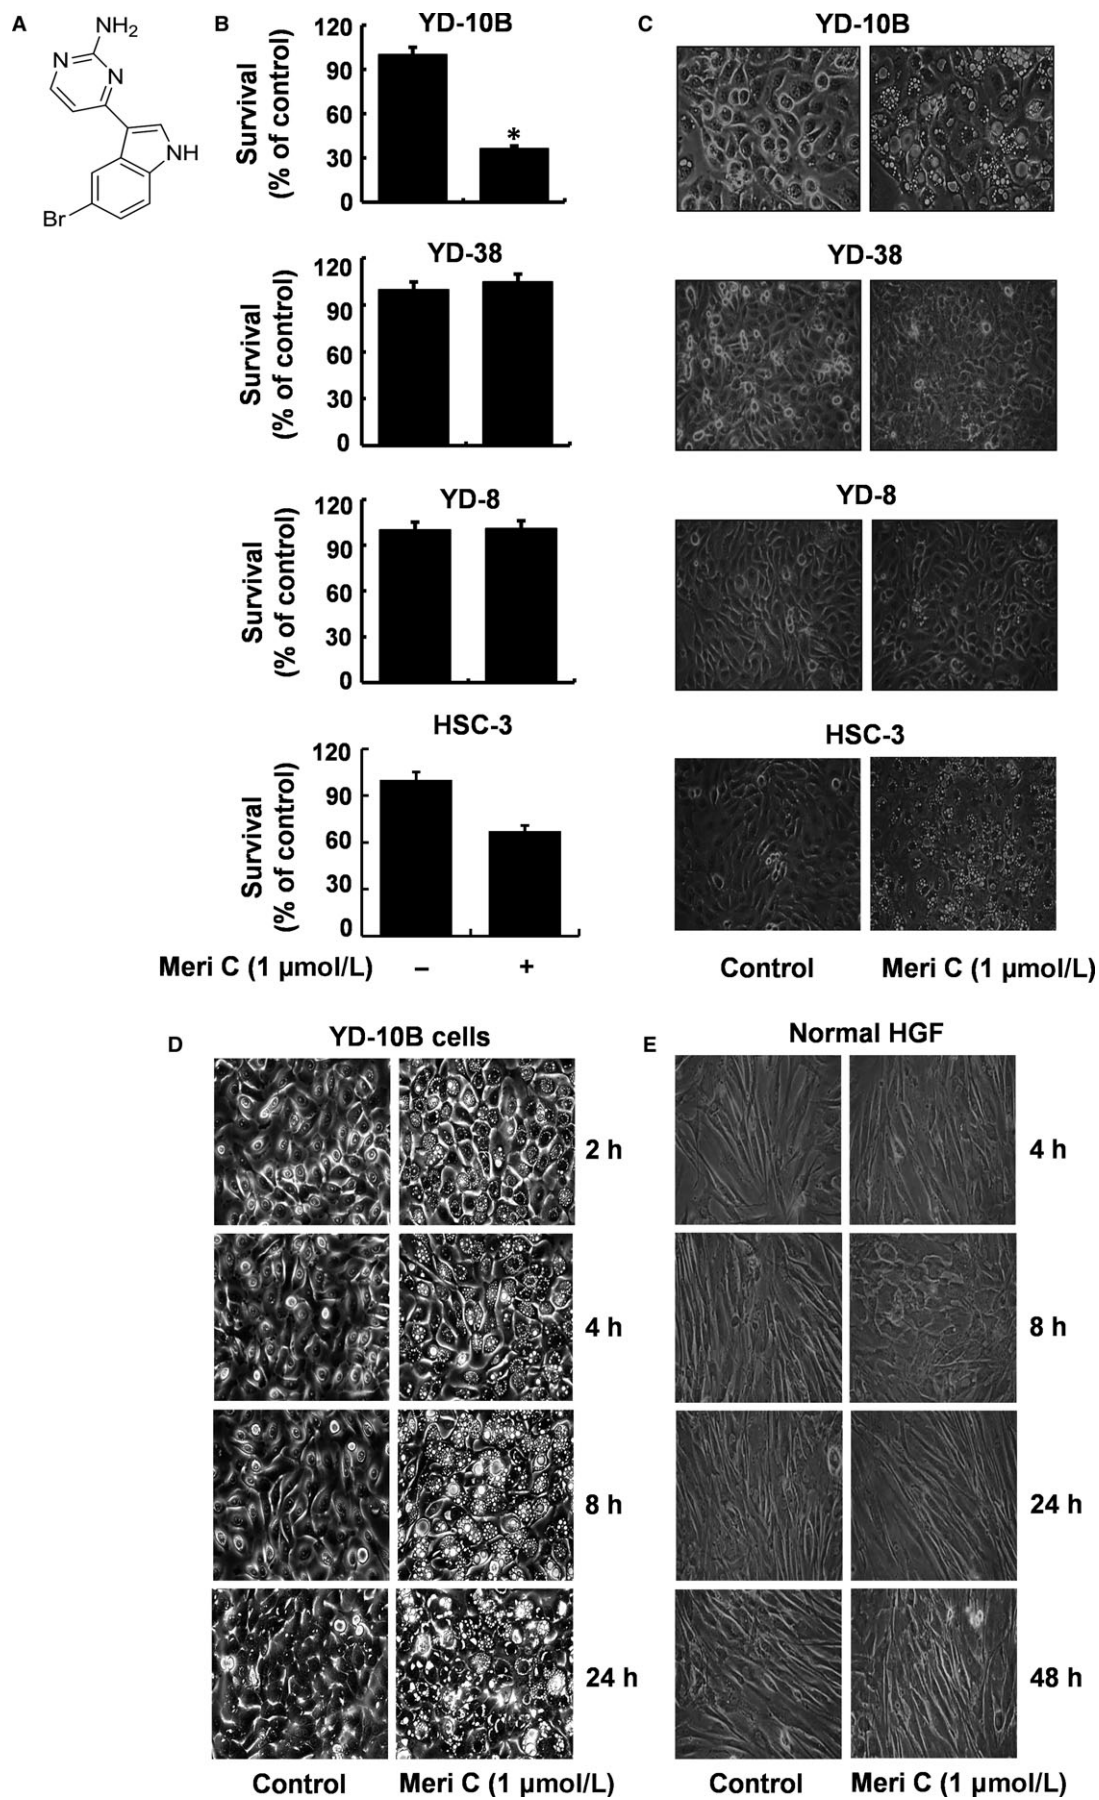 A
NH2
N
N
NH
Br
B
YD-10B
Survival
(% of control)
120
90
60
30
0
*
YD-38
Survival
(% of control)
120
90
60
30
0
YD-8
Survival
(% of control)
120
90
60
30
0
HSC-3
Survival
(% of control)
120
90
60
30
0
Meri C (1 µmol/L) – +
C
YD-10B
YD-38
YD-8
HSC-3
Control Meri C (1 µmol/L)
D
YD-10B cells
2 h
4 h
8 h
24 h
Control Meri C (1 µmol/L)
E
Normal HGF
4 h
8 h
24 h
48 h
Control Meri C (1 µmol/L)